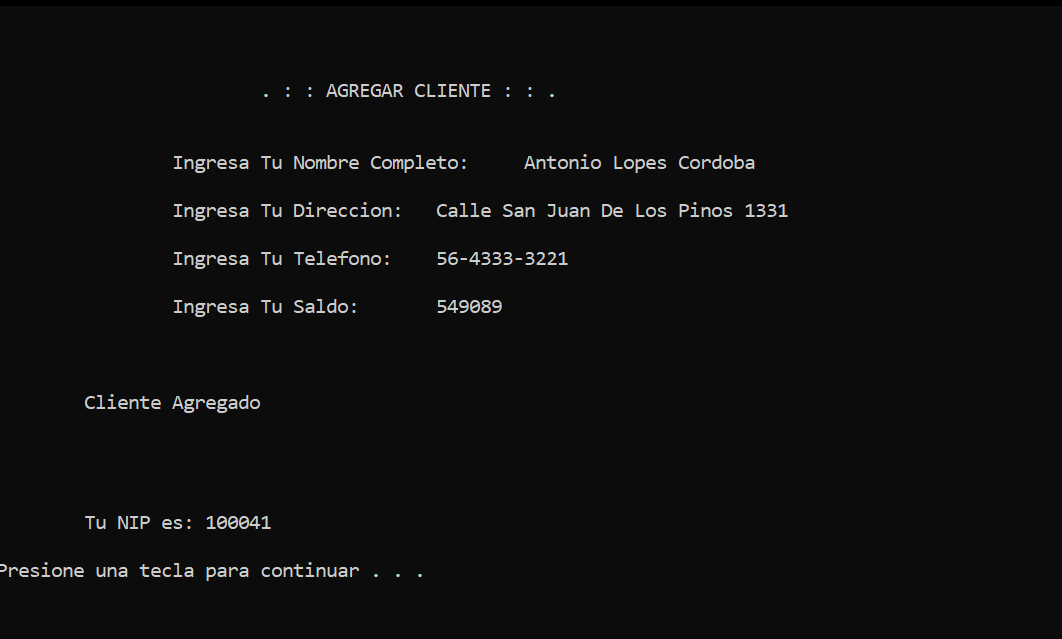 . : : AGREGAR CLIENTE : : .
Ingresa Tu Nombre Completo: Antonio Lopes Cordoba
Ingresa Tu Direccion: Calle San Juan De Los Pinos 1331
Ingresa Tu Telefono: 56-4333-3221
Ingresa Tu Saldo: 549089
Cliente Agregado
Tu NIP es: 100041
Presione una tecla para continuar . . .